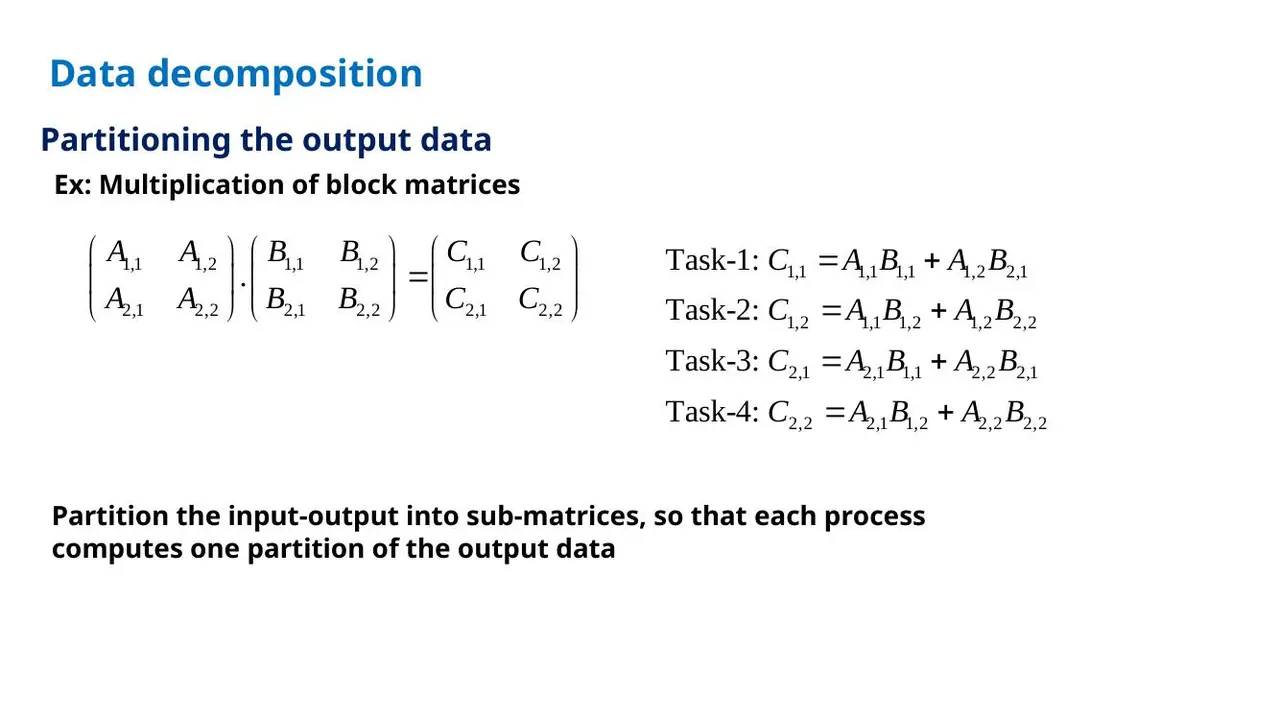 Data decomposition
Partitioning the output data
Ex: Multiplication of block matrices
( A1,1 A1,2 ; A2,1 A2,2 ) . ( B1,1 B1,2 ; B2,1 B2,2 ) = ( C1,1 C1,2 ; C2,1 C2,2 )
Task-1: C1,1 = A1,1B1,1 + A1,2B2,1
Task-2: C1,2 = A1,1B1,2 + A1,2B2,2
Task-3: C2,1 = A2,1B1,1 + A2,2B2,1
Task-4: C2,2 = A2,1B1,2 + A2,2B2,2
Partition the input-output into sub-matrices, so that each process
computes one partition of the output data